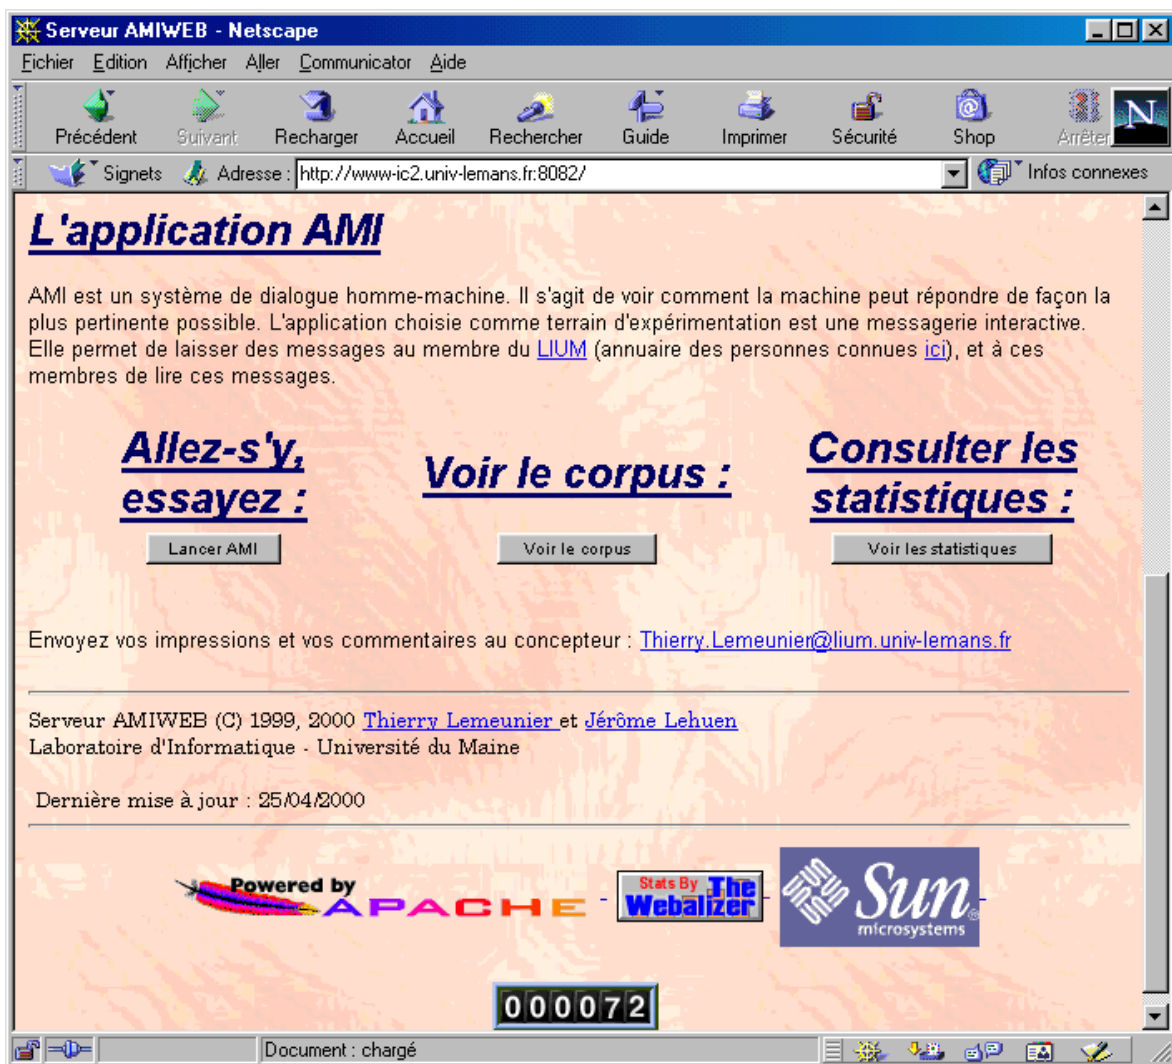 Serveur AMIWEB - Netscape
Fichier Edition Afficher Aller Communicator Aide
Précédent Suivant Recharger Accueil Rechercher Guide Imprimer Sécurité Shop Arrêter N
Signets Adresse : http://www-ic2.univ-lemans.fr:8082/ Infos connexes
L'application AMI
AMI est un système de dialogue homme-machine. Il s'agit de voir comment la machine peut répondre de façon la
plus pertinente possible. L'application choisie comme terrain d'expérimentation est une messagerie interactive.
Elle permet de laisser des messages au membre du LIUM (annuaire des personnes connues ici), et à ces
membres de lire ces messages.
Allez-s'y,
essayez :
Lancer AMI
Voir le corpus :
Voir le corpus
Consulter les
statistiques :
Voir les statistiques
Envoyez vos impressions et vos commentaires au concepteur : Thierry.Lemeunier@lium.univ-lemans.fr
Serveur AMIWEB (C) 1999, 2000 Thierry Lemeunier et Jérôme Lehuen
Laboratoire d'Informatique - Université du Maine
Dernière mise à jour : 25/04/2000
Powered by
APACHE
Stats By The
Webalizer
Sun
microsystems
000072
Document : chargé